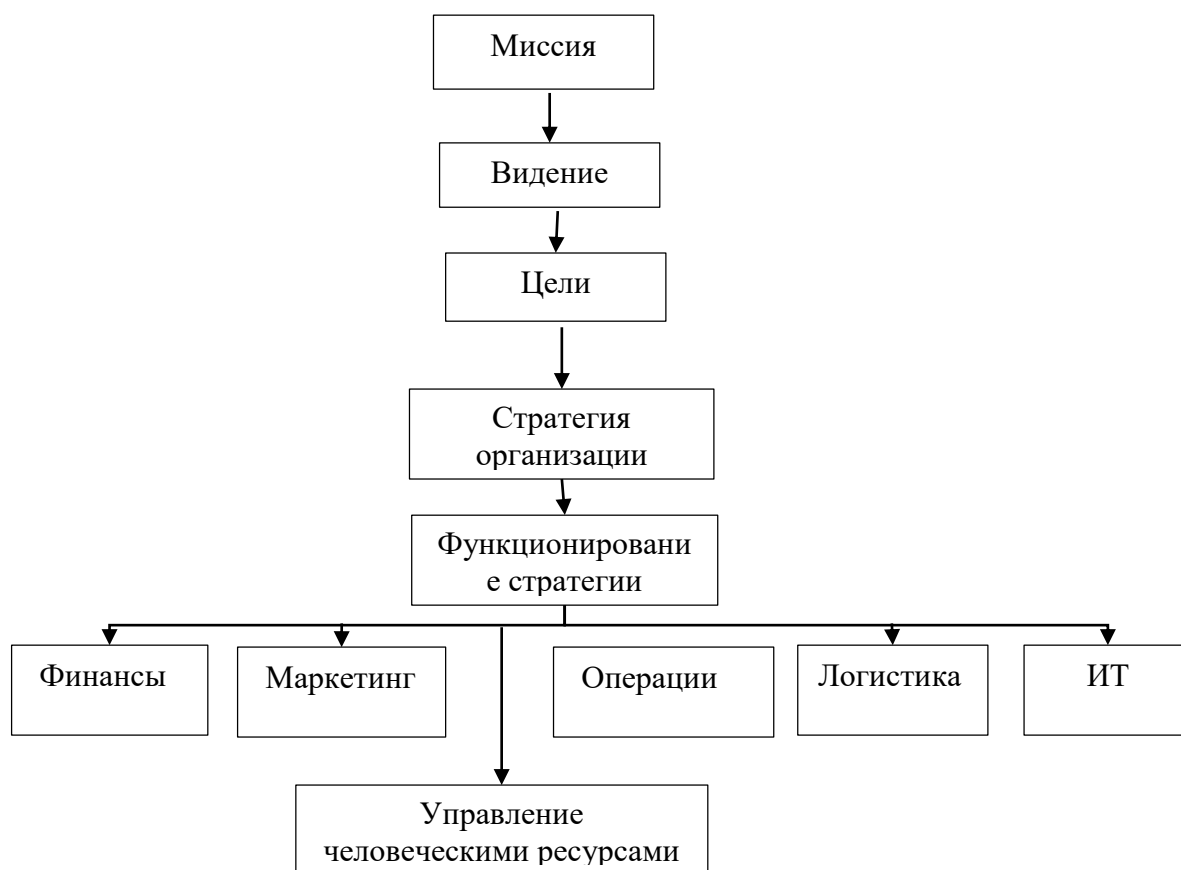 Миссия
Видение
Цели
Стратегия
организации
Функционировани
е стратегии
Финансы
Маркетинг
Операции
Логистика
ИТ
Управление
человеческими ресурсами